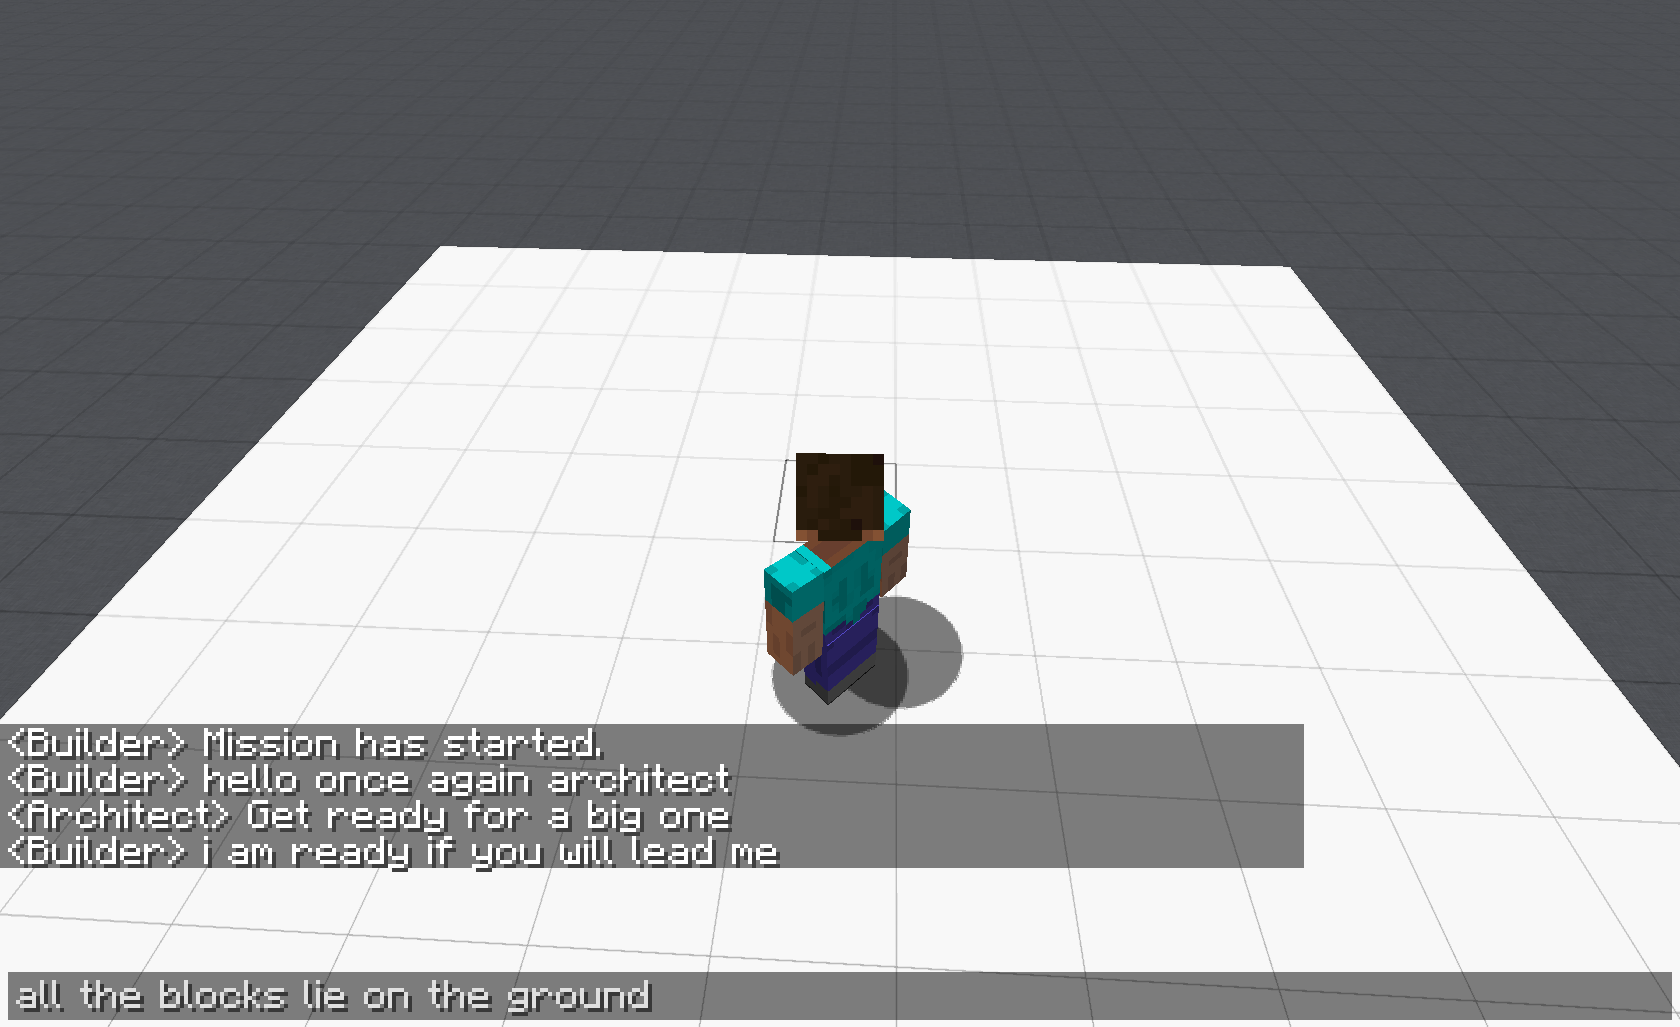 <Builder> Mission has started.
<Builder> hello once again architect
<Architect> Get ready for a big one
<Builder> i am ready if you will lead me
all the blocks lie on the ground